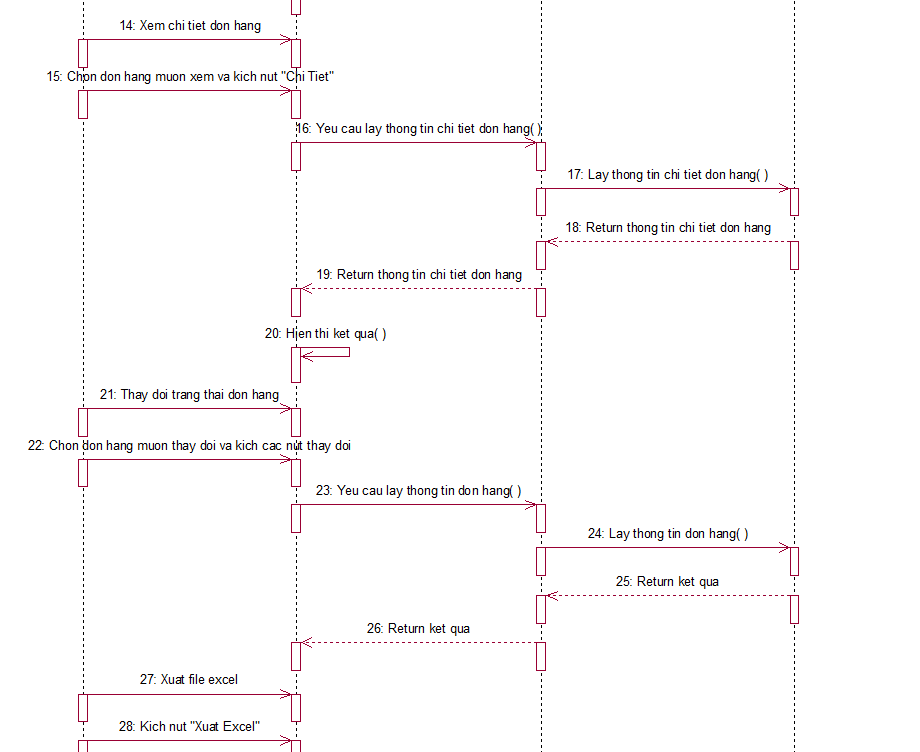 14: Xem chi tiet don hang
15: Chon don hang muon xem va kich nut "Chi Tiet"
16: Yeu cau lay thong tin chi tiet don hang( )
17: Lay thong tin chi tiet don hang( )
18: Return thong tin chi tiet don hang
19: Return thong tin chi tiet don hang
20: Hien thi ket qua( )
21: Thay doi trang thai don hang
22: Chon don hang muon thay doi va kich cac nut thay doi
23: Yeu cau lay thong tin don hang( )
24: Lay thong tin don hang( )
25: Return ket qua
26: Return ket qua
27: Xuat file excel
28: Kich nut "Xuat Excel"